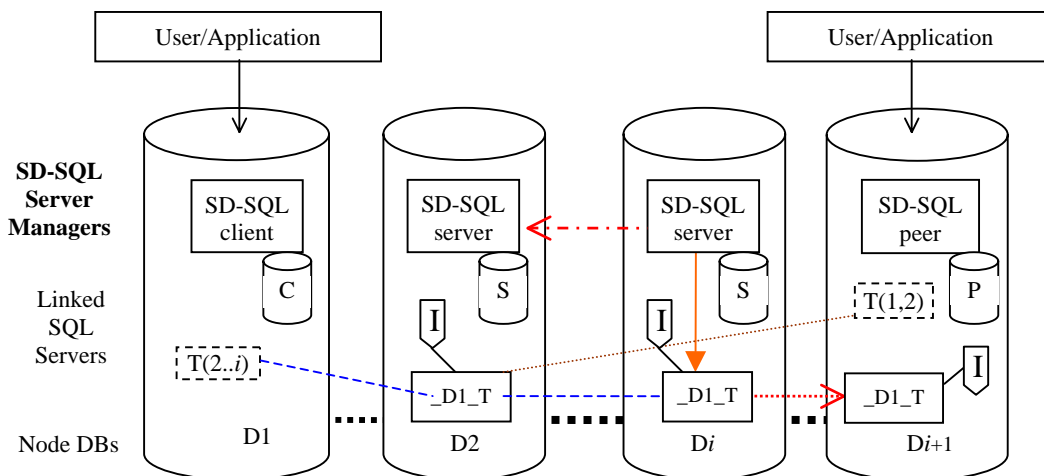 User/Application
User/Application
SD-SQL
Server
Managers
SD-SQL
client
SD-SQL
server
SD-SQL
server
SD-SQL
peer
C
S
S
P
Linked
SQL
Servers
I
I
T(1,2)
T(2..i)
I
_D1_T
_D1_T
_D1_T
Node DBs
D1
D2
Di
Di+1